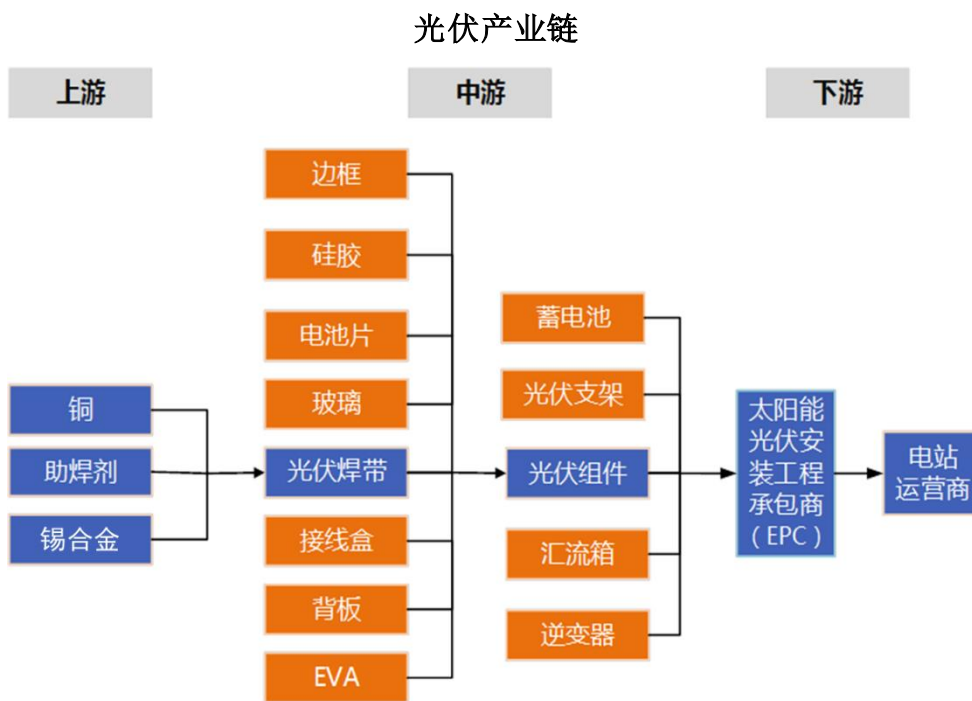 光伏产业链
上游
中游
下游
铜
助焊剂
锡合金
边框
硅胶
电池片
玻璃
光伏焊带
接线盒
背板
EVA
蓄电池
光伏支架
光伏组件
汇流箱
逆变器
太阳能
光伏安
装工程
承包商
(EPC)
电站
运营商